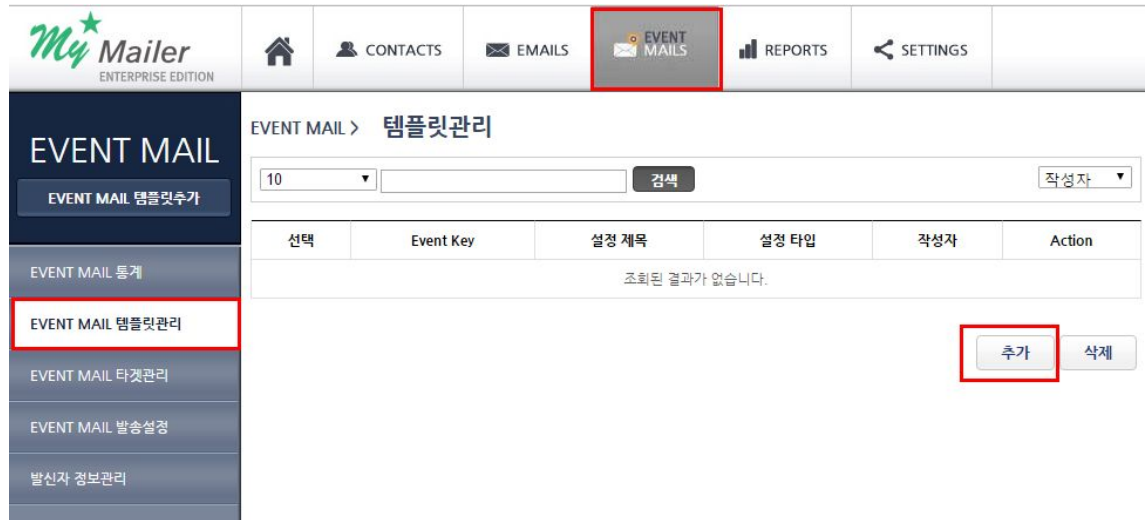 My Mailer
ENTERPRISE EDITION
CONTACTS
EMAILS
EVENT
MAILS
REPORTS
SETTINGS
EVENT MAIL
EVENT MAIL 템플릿추가
EVENT MAIL 통계
EVENT MAIL 템플릿관리
EVENT MAIL 타겟관리
EVENT MAIL 발송설정
발신자 정보관리
EVENT MAIL > 템플릿관리
10 검색 작성자
선택 Event Key 설정 제목 설정 타입 작성자 Action
조회된 결과가 없습니다.
추가 삭제